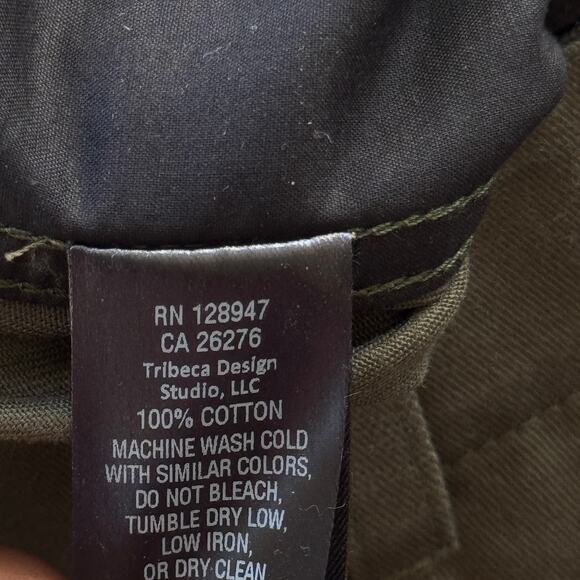 RN 128947
CA 26276
Tribeca Design
Studio, LLC
100% COTTON
MACHINE WASH COLD
WITH SIMILAR COLORS,
DO NOT BLEACH,
TUMBLE DRY LOW,
LOW IRON,
OR DRY CLEAN